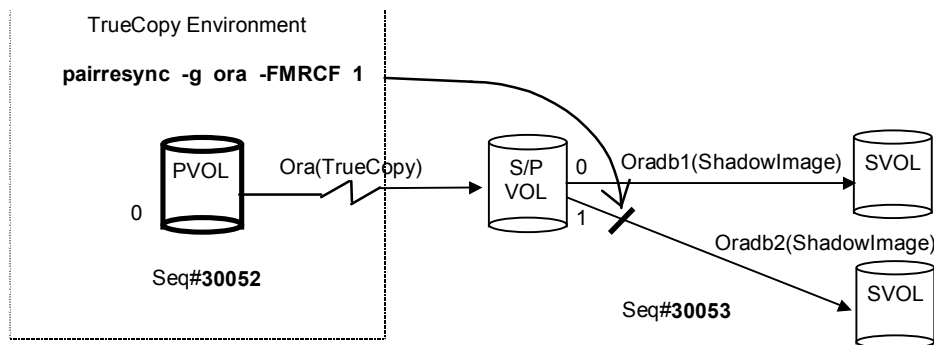 TrueCopy Environment
pairresync -g ora -FMRCF 1
PVOL
0
Ora(TrueCopy)
S/P
VOL
0
1
Oradb1(ShadowImage)
SVOL
Oradb2(ShadowImage)
SVOL
Seq#30052
Seq#30053